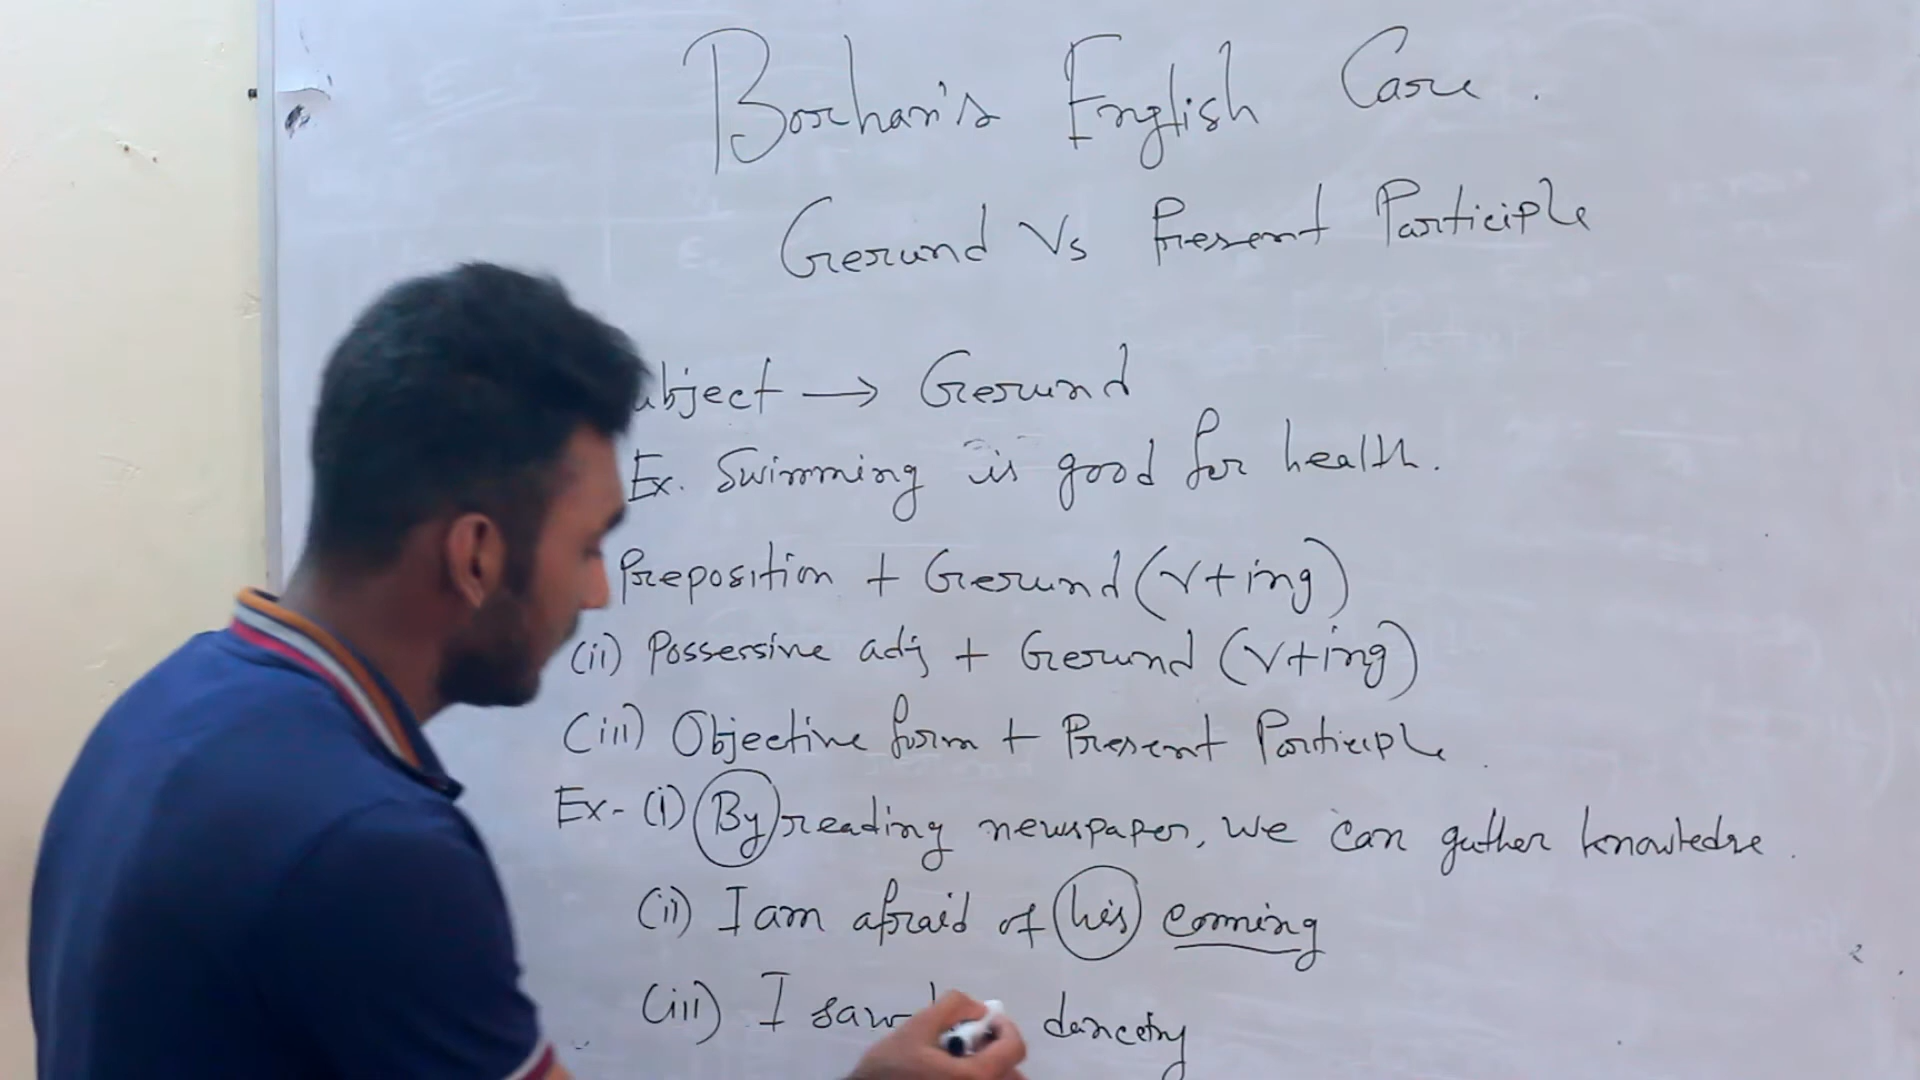 Borhan's English Care.
Gerund Vs Present Participle
ubject → Gerund
Ex. Swimming is good for health.
Preposition + Gerund (v+ing)
(ii) Possessive adj + Gerund (v+ing)
(iii) Objective form + Present Participle.
Ex- (i) By reading newspaper, we can gather knowledge.
(ii) I am afraid of his coming
(iii) I saw dancing